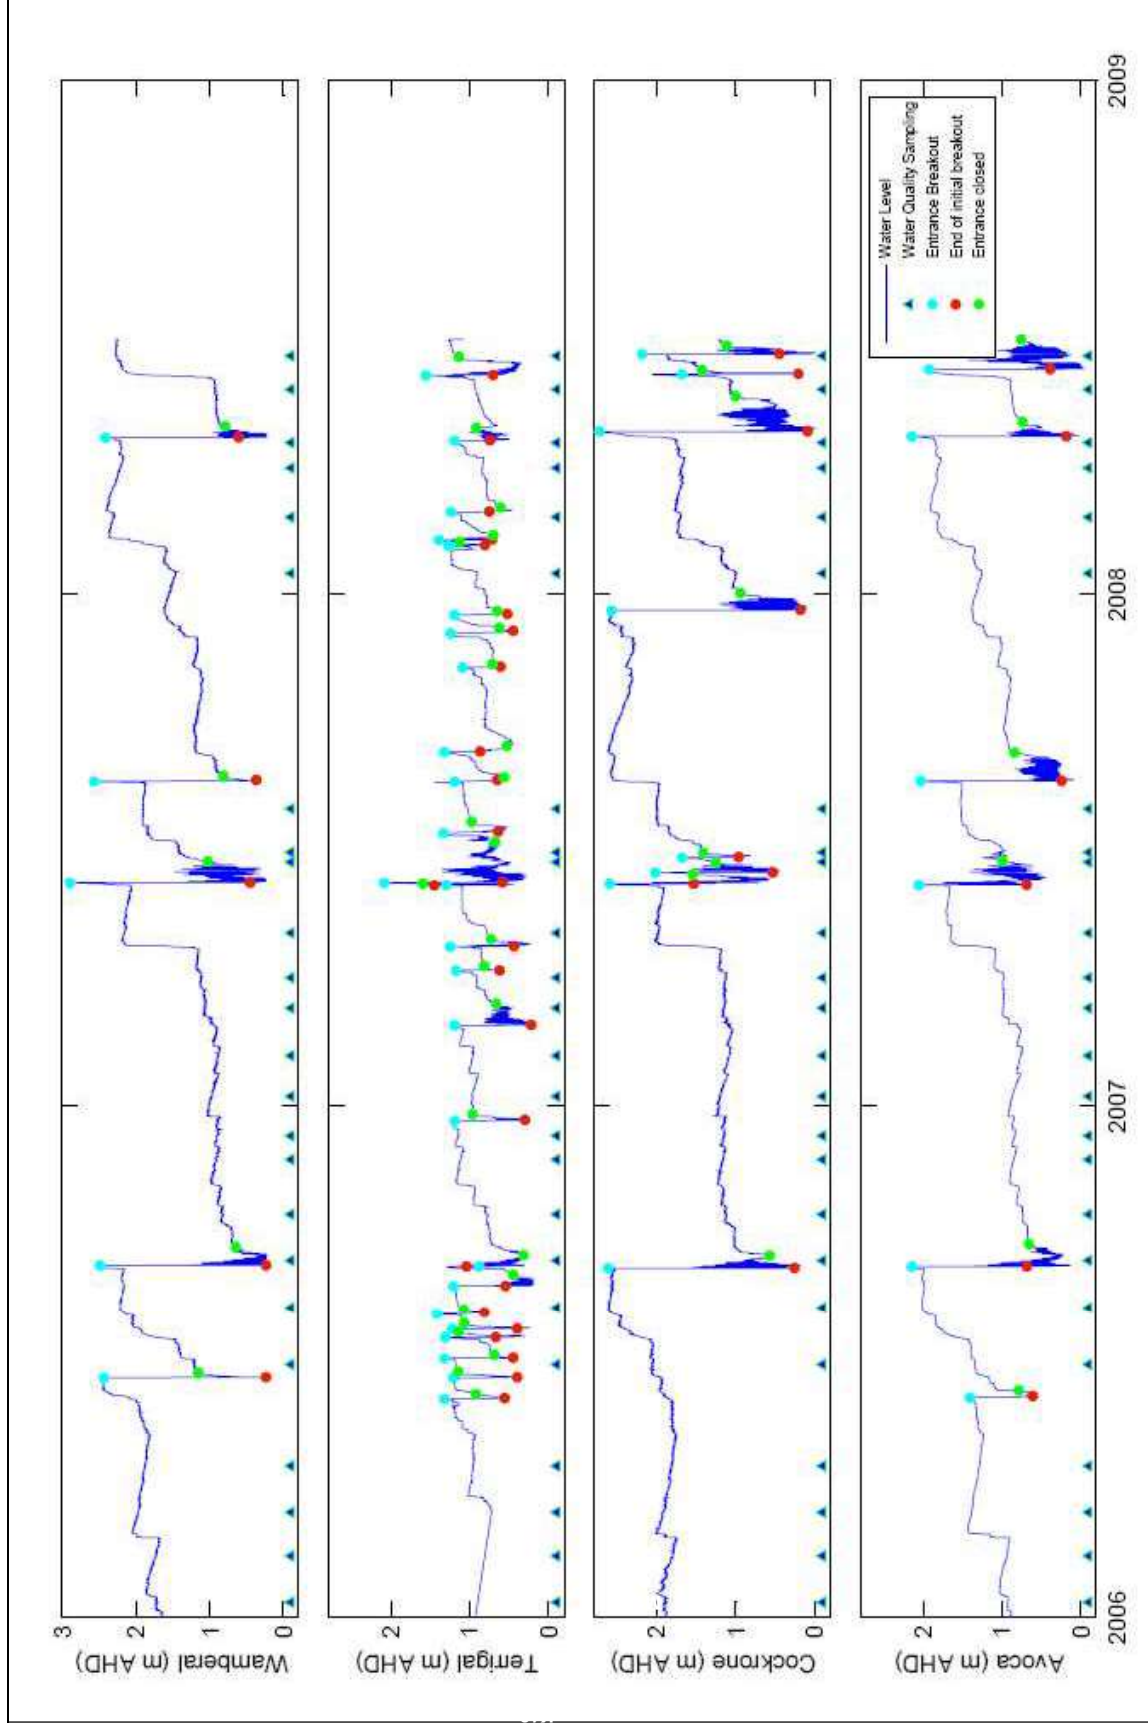 3
2
1
0
Wamberal (m AHD)
2
1
0
Terrigal (m AHD)
2
1
0
Cockrone (m AHD)
2
1
0
Avoca (m AHD)
2006
2007
2008
2009
Water Level
Water Quality Sampling
Entrance Breakout
End of initial breakout
Entrance closed